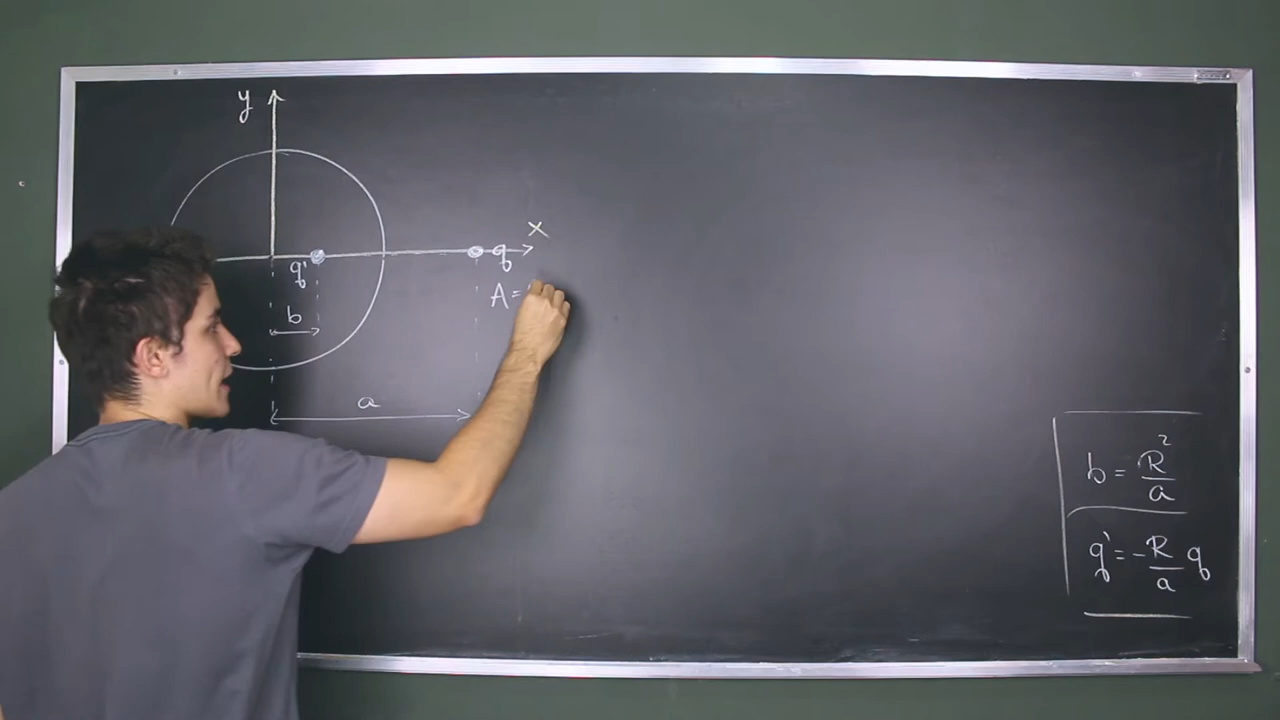 y
x
q' q
A=
b
a
b = R²/a
q' = -R/a q